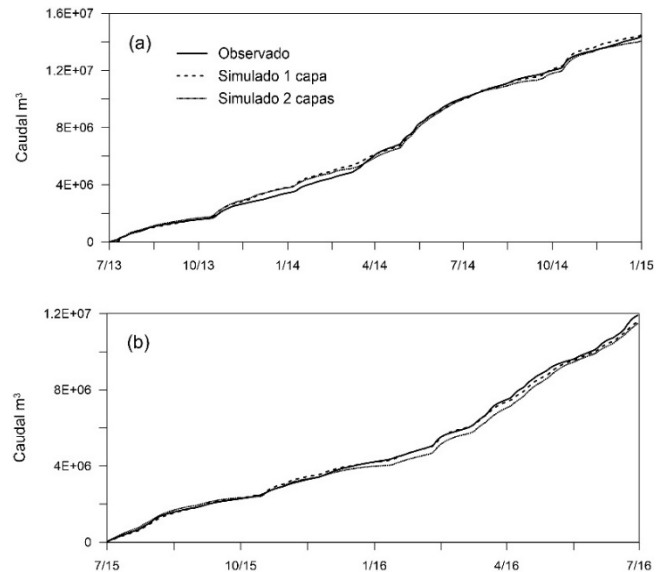 1.6E+07
(a)
Observado
Simulado 1 capa
Simulado 2 capas
1.2E+07
Caudal m³
8E+06
4E+06
0
7/13 10/13 1/14 4/14 7/14 10/14 1/15
1.2E+07
(b)
8E+06
Caudal m³
4E+06
0
7/15 10/15 1/16 4/16 7/16